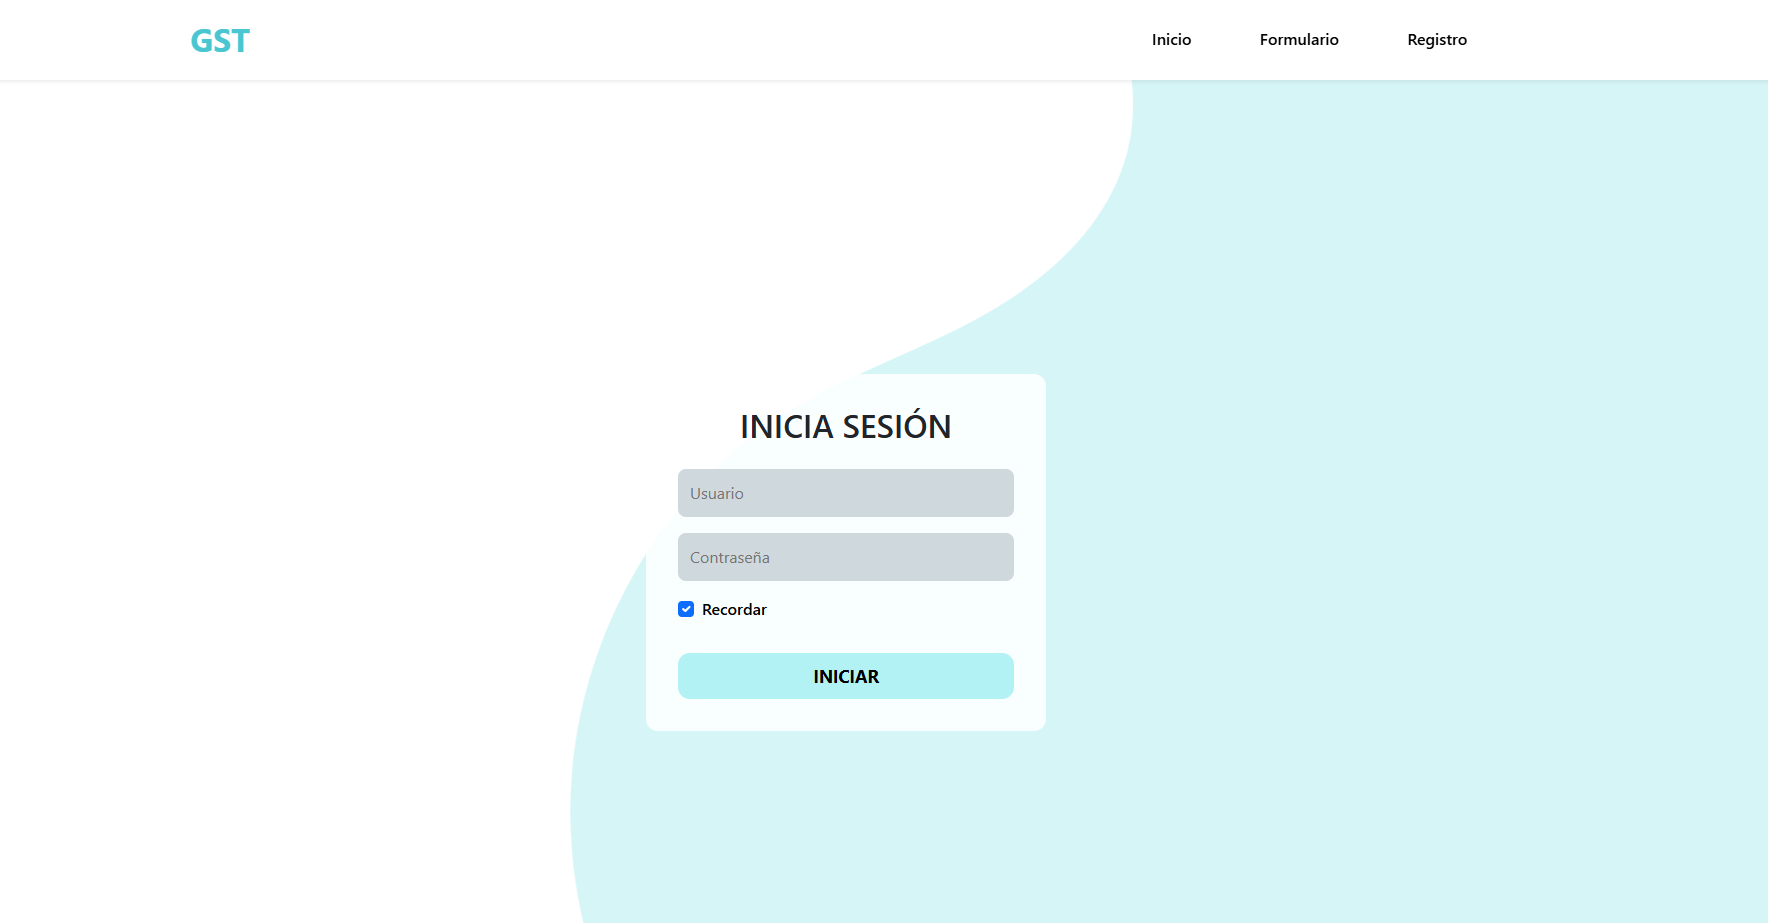 GST
Inicio
Formulario
Registro
INICIA SESIÓN
Usuario
Contraseña
Recordar
INICIAR